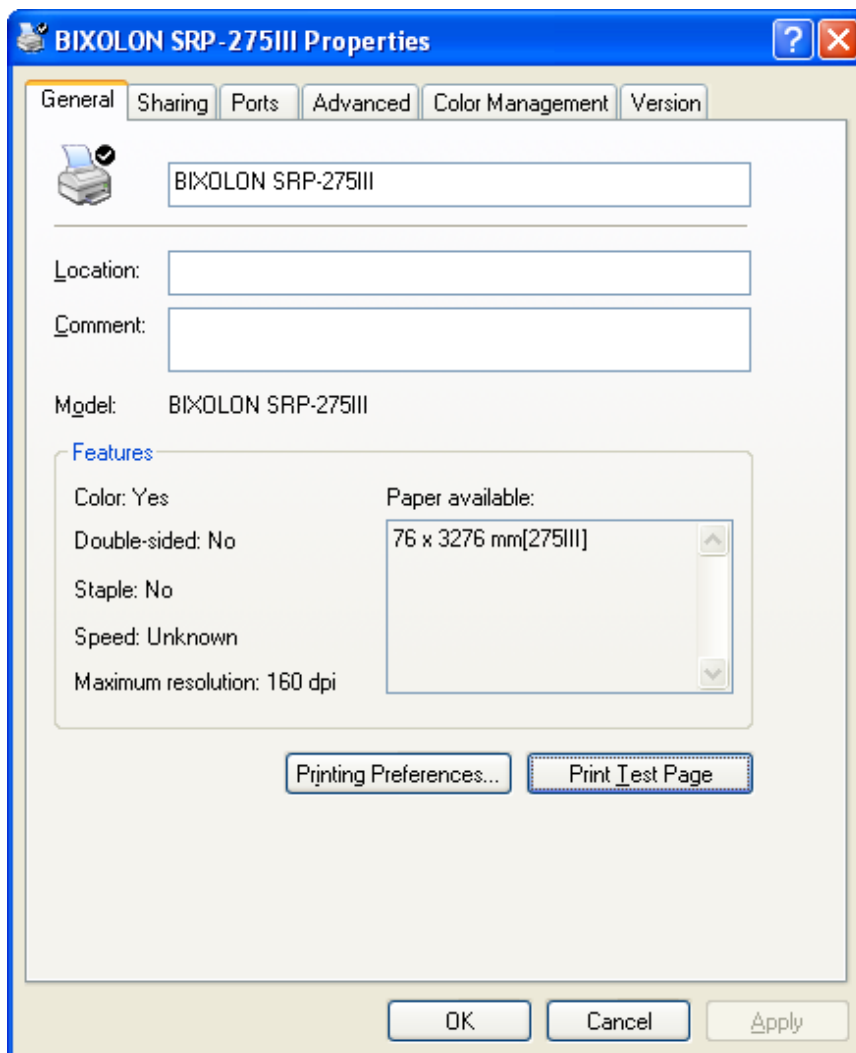 BIXOLON SRP-275III Properties
General Sharing Ports Advanced Color Management Version
BIXOLON SRP-275III
Location:
Comment:
Model: BIXOLON SRP-275III
Features
Color: Yes Paper available:
Double-sided: No 76 x 3276 mm[275III]
Staple: No
Speed: Unknown
Maximum resolution: 160 dpi
Printing Preferences... Print Test Page
OK Cancel Apply